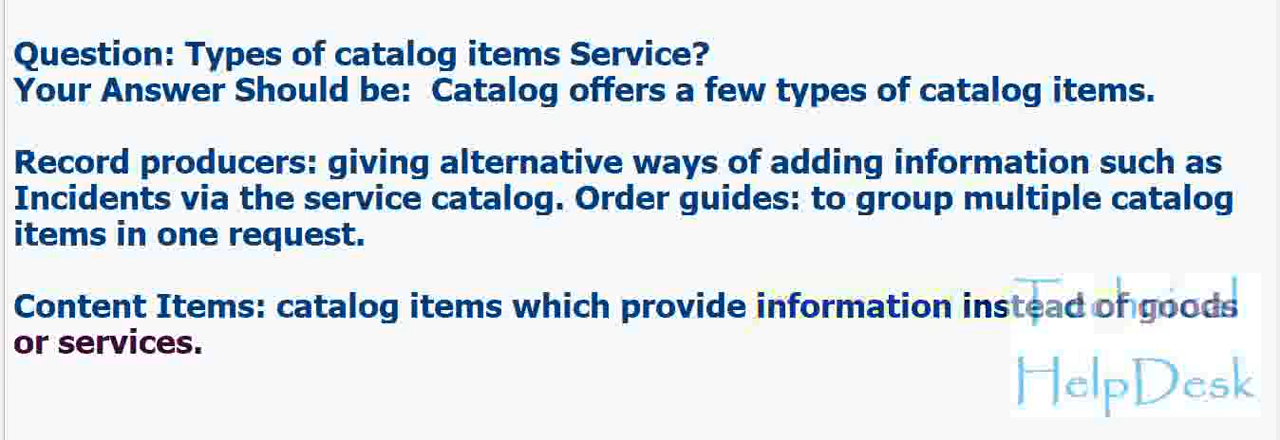 Question: Types of catalog items Service?
Your Answer Should be:  Catalog offers a few types of catalog items.
Record producers: giving alternative ways of adding information such as
Incidents via the service catalog. Order guides: to group multiple catalog
items in one request.
Content Items: catalog items which provide information instead of goods
or services.
Technical
HelpDesk